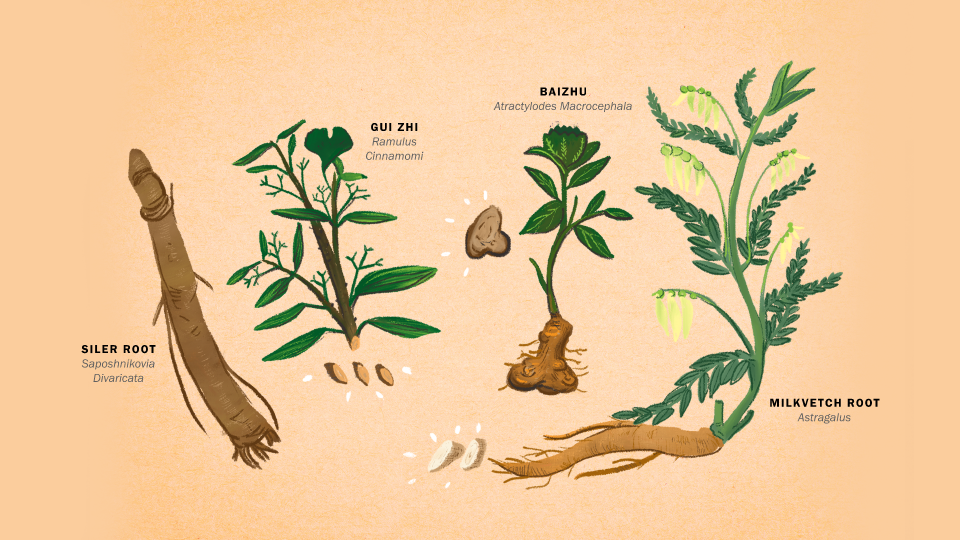 BAIZHU
Atractylodes Macrocephala
GUI ZHI
Ramulus
Cinnamomi
SILER ROOT
Saposhnikovia
Divaricata
MILKVETCH ROOT
Astragalus